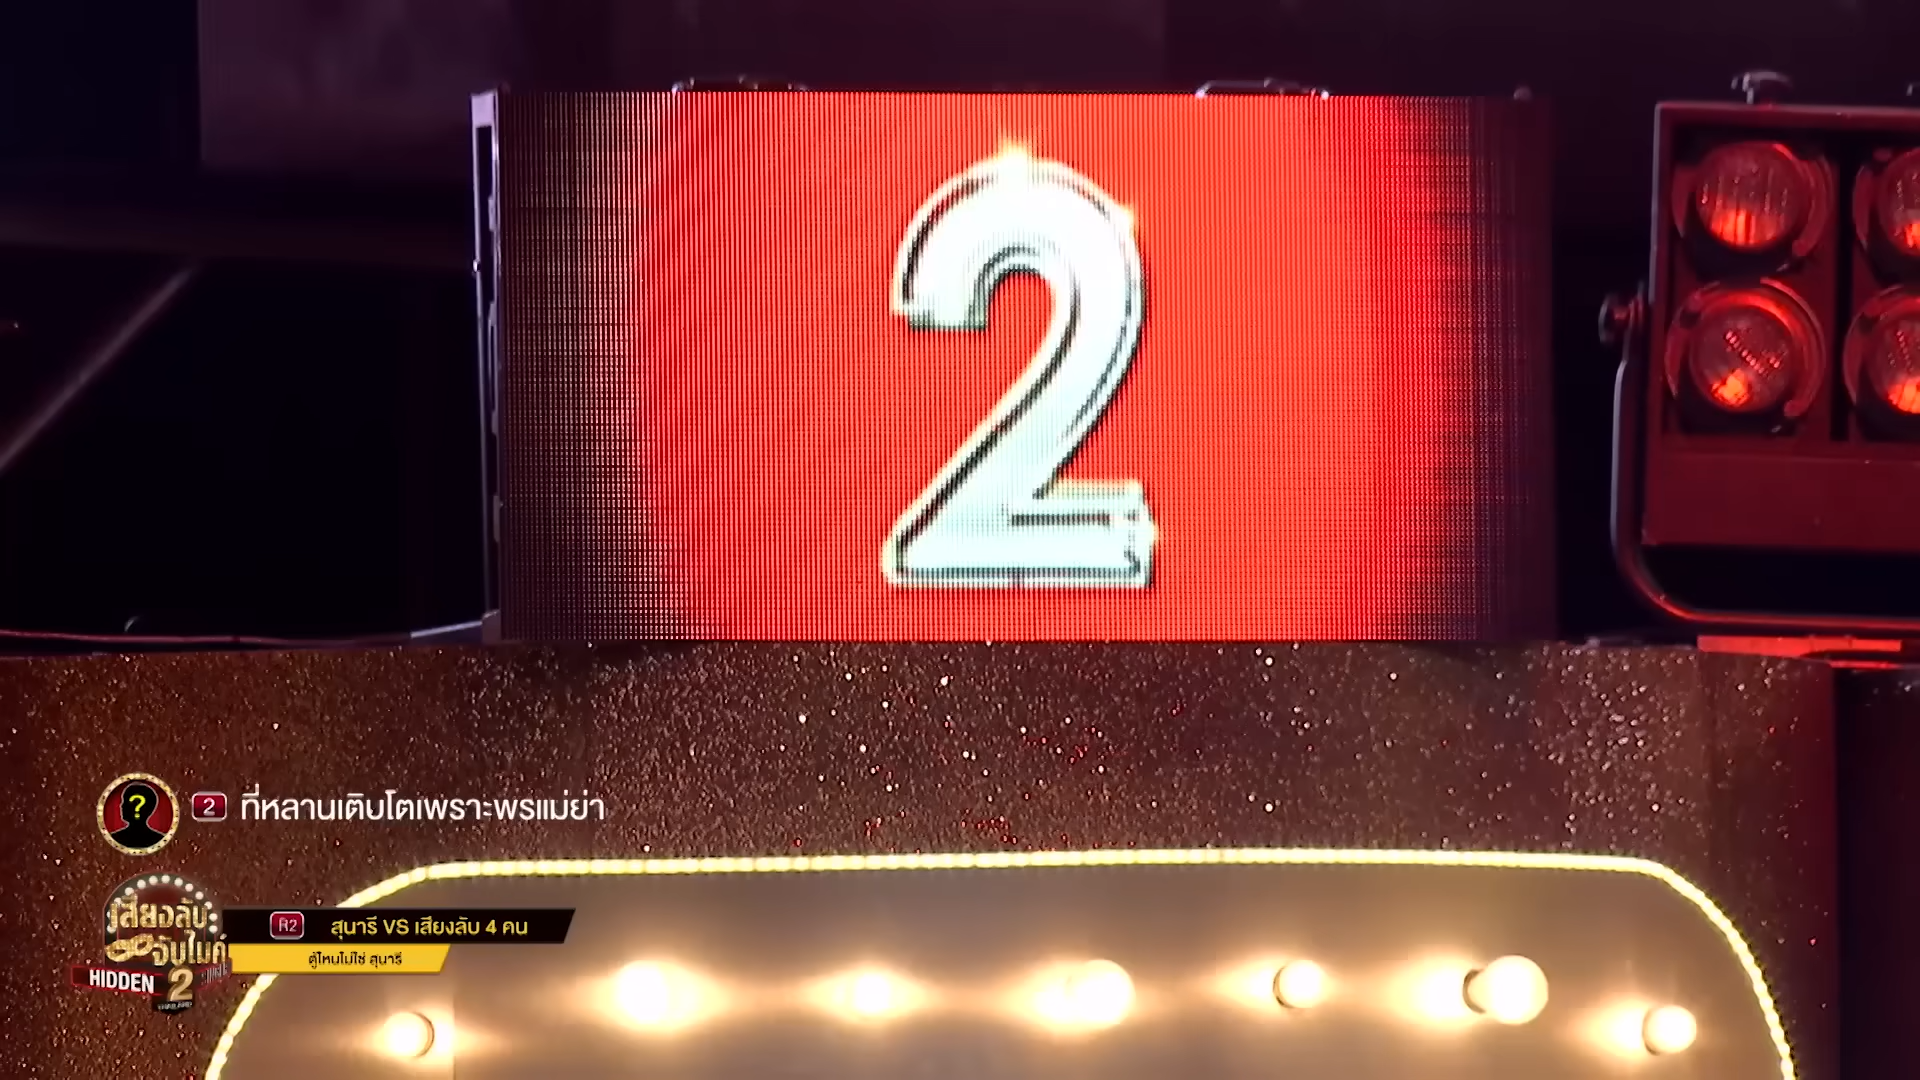 2
2 ที่หลานเติบโตเพราะพรแม่ย่า
R2 สุนารี VS เสียงลับ 4 คน
ตู้ไหนไม่ใช่ สุนารี
เสียงลับ
จับไมค์
HIDDEN 2